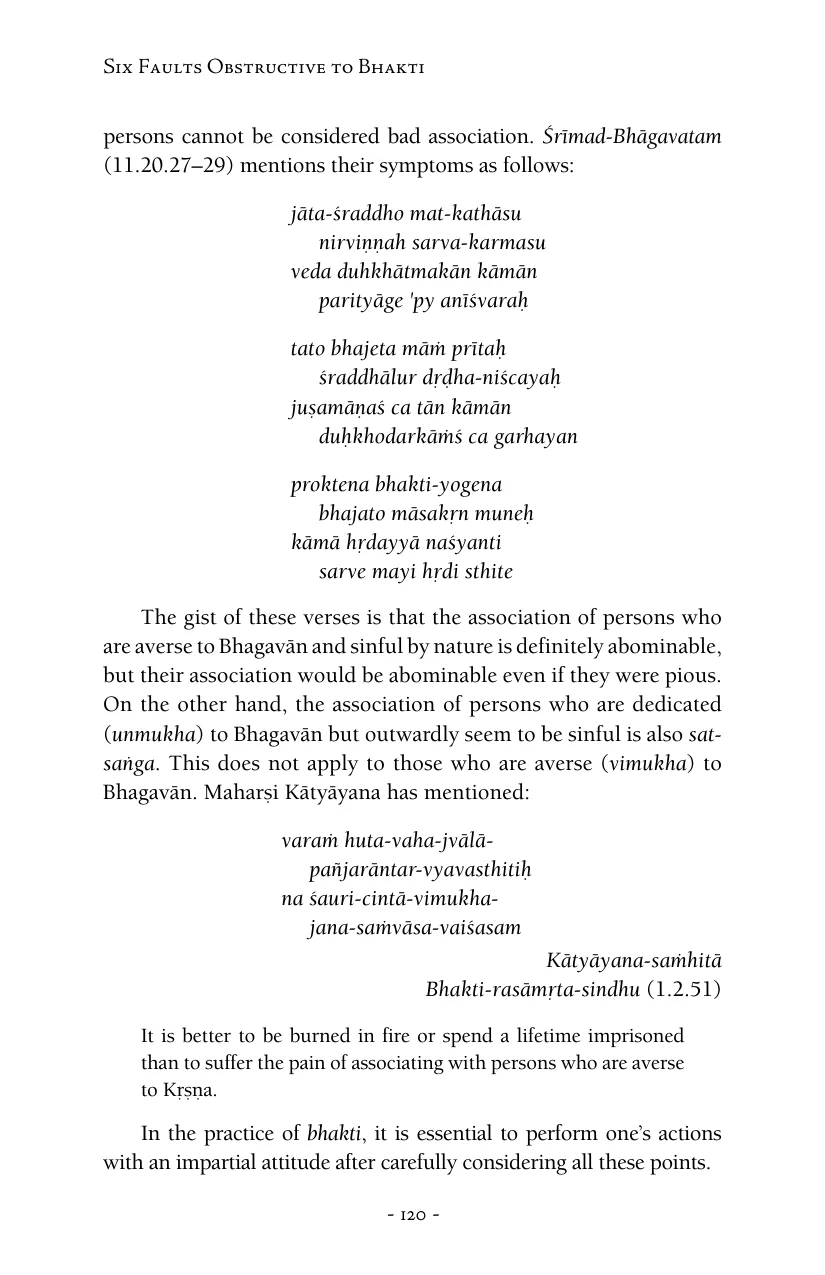 Six Faults Obstructive to Bhakti
persons cannot be considered bad association. Śrīmad-Bhāgavatam
(11.20.27–29) mentions their symptoms as follows:
jāta-śraddho mat-kathāsu
nirviṇṇah sarva-karmasu
veda duhkhātmakān kāmān
parityāge 'py anīśvaraḥ
tato bhajeta māṁ prītaḥ
śraddhālur dṛḍha-niścayaḥ
juṣamāṇaś ca tān kāmān
duḥkhodarkāṁś ca garhayan
proktena bhakti-yogena
bhajato māsakṛn muneḥ
kāmā hṛdayyā naśyanti
sarve mayi hṛdi sthite
The gist of these verses is that the association of persons who
are averse to Bhagavān and sinful by nature is definitely abominable,
but their association would be abominable even if they were pious.
On the other hand, the association of persons who are dedicated
(unmukha) to Bhagavān but outwardly seem to be sinful is also sat-
saṅga. This does not apply to those who are averse (vimukha) to
Bhagavān. Maharṣi Kātyāyana has mentioned:
varaṁ huta-vaha-jvālā-
pañjarāntar-vyavasthitiḥ
na śauri-cintā-vimukha-
jana-saṁvāsa-vaiśasam
Kātyāyana-saṁhitā
Bhakti-rasāmṛta-sindhu (1.2.51)
It is better to be burned in fire or spend a lifetime imprisoned
than to suffer the pain of associating with persons who are averse
to Kṛṣṇa.
In the practice of bhakti, it is essential to perform one’s actions
with an impartial attitude after carefully considering all these points.
- 120 -